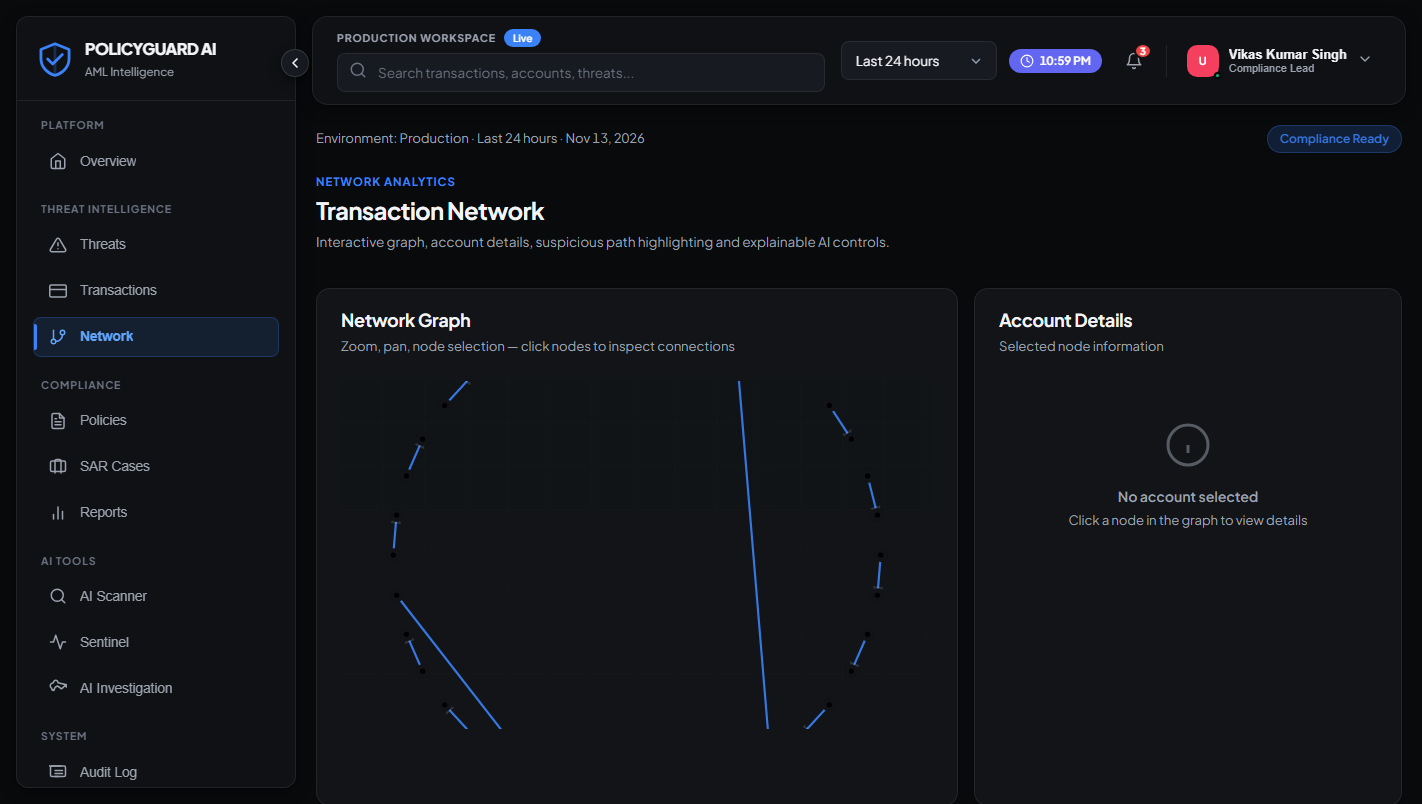 POLICYGUARD AI
AML Intelligence
PLATFORM
Overview
THREAT INTELLIGENCE
Threats
Transactions
Network
COMPLIANCE
Policies
SAR Cases
Reports
AI TOOLS
AI Scanner
Sentinel
AI Investigation
SYSTEM
Audit Log
PRODUCTION WORKSPACE Live
Search transactions, accounts, threats...
Last 24 hours
10:59 PM
3
U
Vikas Kumar Singh
Compliance Lead
Environment: Production · Last 24 hours · Nov 13, 2026
Compliance Ready
NETWORK ANALYTICS
Transaction Network
Interactive graph, account details, suspicious path highlighting and explainable AI controls.
Network Graph
Zoom, pan, node selection — click nodes to inspect connections
Account Details
Selected node information
No account selected
Click a node in the graph to view details